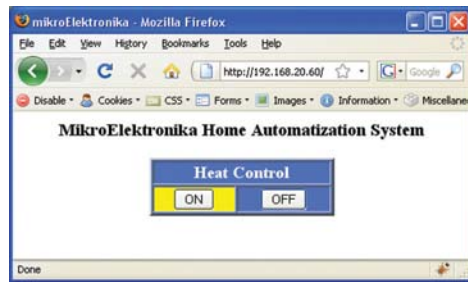 mikroElektronika - Mozilla Firefox
File Edit View History Bookmarks Tools Help
http://192.168.20.60/ Google
Disable Cookies CSS Forms Images Information Miscellane
MikroElektronika Home Automatization System
Heat Control
ON OFF
Done